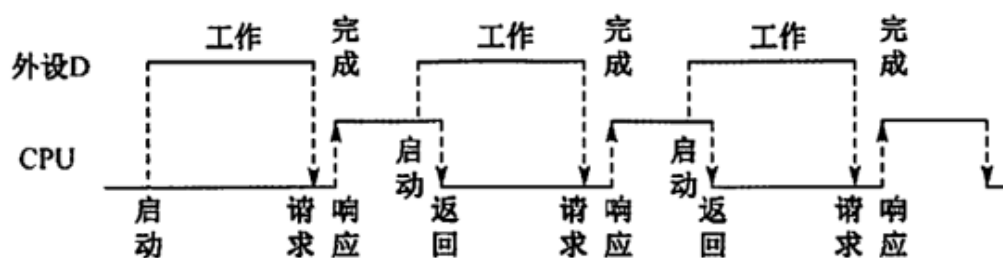 工作 完成 工作 完成 工作 完成
外设D
CPU
启动 启动
启动 请求 响应 返回 请求 响应 返回 请求 响应